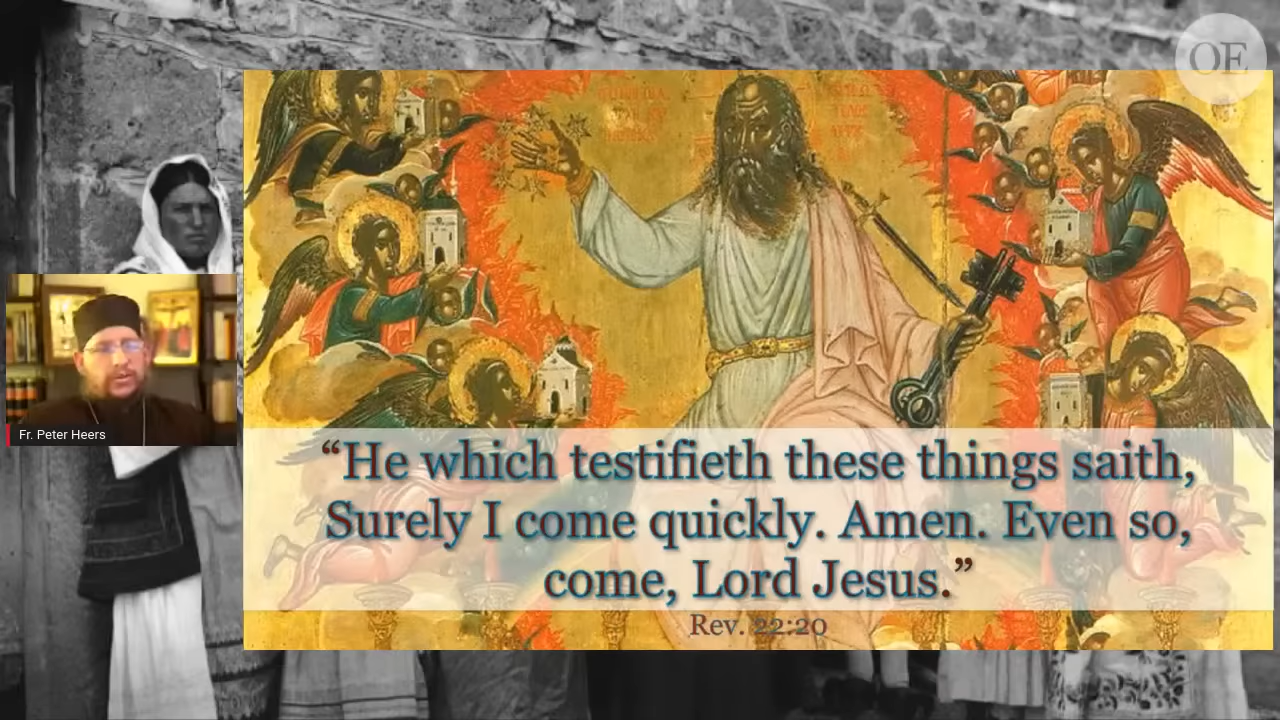 OE
“He which testifieth these things saith,
Surely I come quickly. Amen. Even so,
come, Lord Jesus.”
Rev. 22:20
Fr. Peter Heers